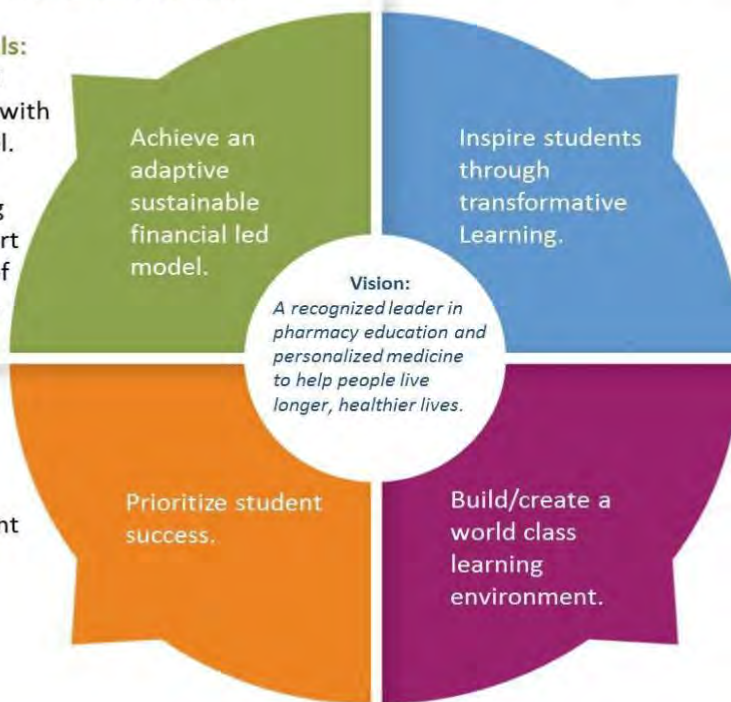 ls:
with
l.
g
rt
of
Achieve an
adaptive
sustainable
financial led
model.
Inspire students
through
transformative
Learning.
Vision:
A recognized leader in
pharmacy education and
personalized medicine
to help people live
longer, healthier lives.
nt
Prioritize student
success.
Build/create a
world class
learning
environment.